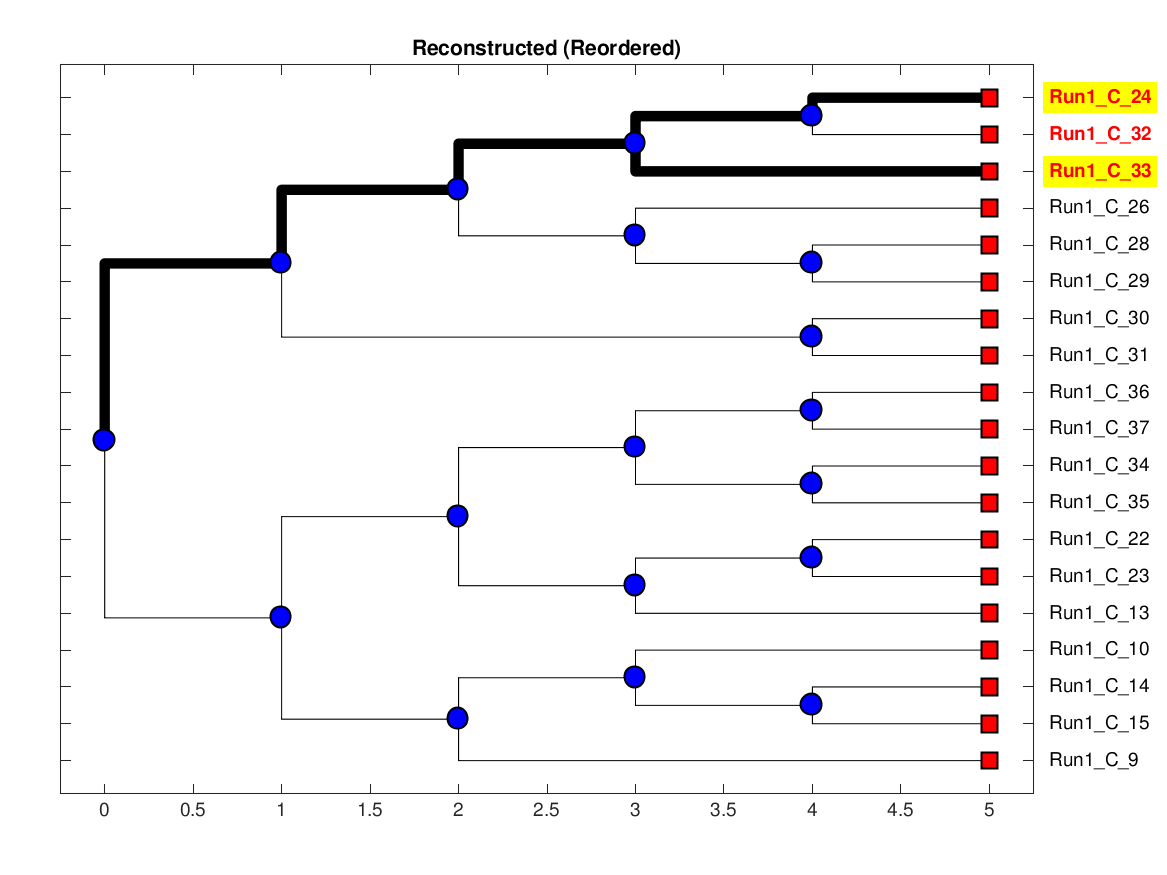 Reconstructed (Reordered)
Run1_C_24
Run1_C_32
Run1_C_33
Run1_C_26
Run1_C_28
Run1_C_29
Run1_C_30
Run1_C_31
Run1_C_36
Run1_C_37
Run1_C_34
Run1_C_35
Run1_C_22
Run1_C_23
Run1_C_13
Run1_C_10
Run1_C_14
Run1_C_15
Run1_C_9
0 0.5 1 1.5 2 2.5 3 3.5 4 4.5 5